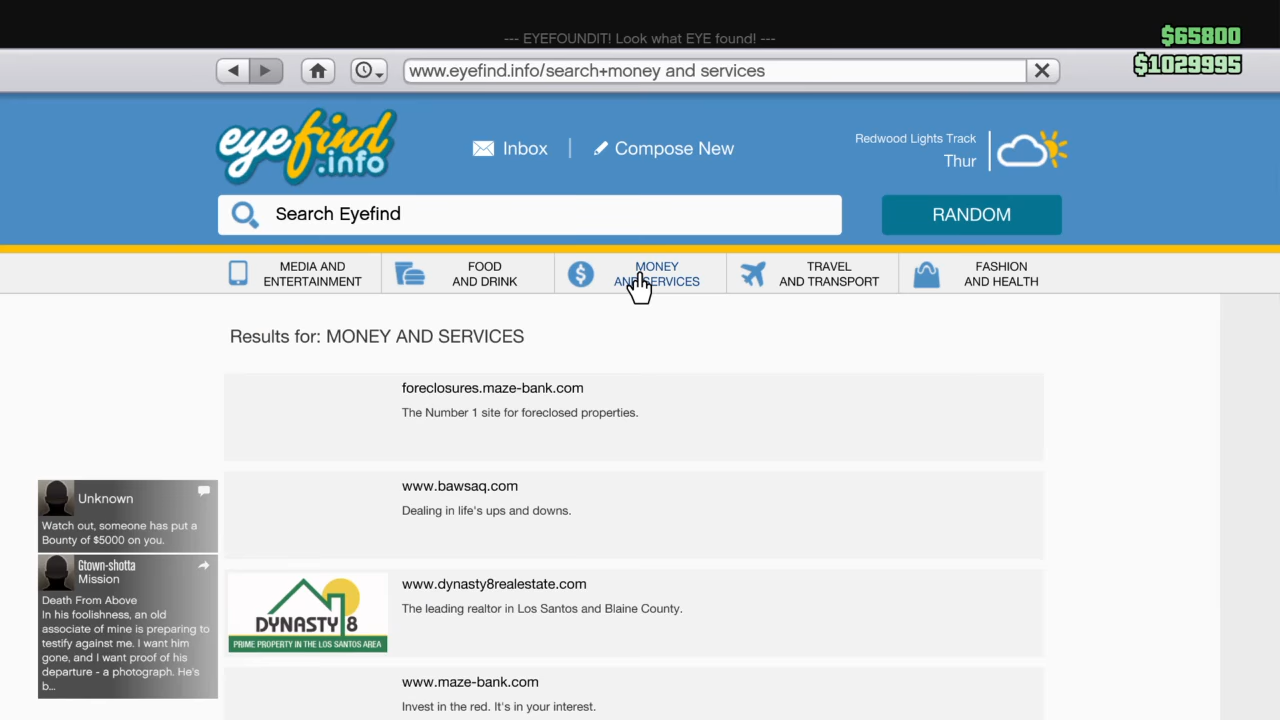 --- EYEFOUNDIT! Look what EYE found! ---
$65800
$1029995
www.eyefind.info/search+money and services
eyefind
.info
Inbox
Compose New
Redwood Lights Track
Thur
Search Eyefind
RANDOM
MEDIA AND
ENTERTAINMENT
FOOD
AND DRINK
MONEY
AND SERVICES
TRAVEL
AND TRANSPORT
FASHION
AND HEALTH
Results for: MONEY AND SERVICES
foreclosures.maze-bank.com
The Number 1 site for foreclosed properties.
www.bawsaq.com
Dealing in life's ups and downs.
DYNASTY 8
PRIME PROPERTY IN THE LOS SANTOS AREA
www.dynasty8realestate.com
The leading realtor in Los Santos and Blaine County.
www.maze-bank.com
Invest in the red. It's in your interest.
Unknown
Watch out, someone has put a
Bounty of $5000 on you.
Gtown-shotta
Mission
Death From Above
In his foolishness, an old
associate of mine is preparing to
testify against me. I want him
gone, and I want proof of his
departure - a photograph. He's
b...